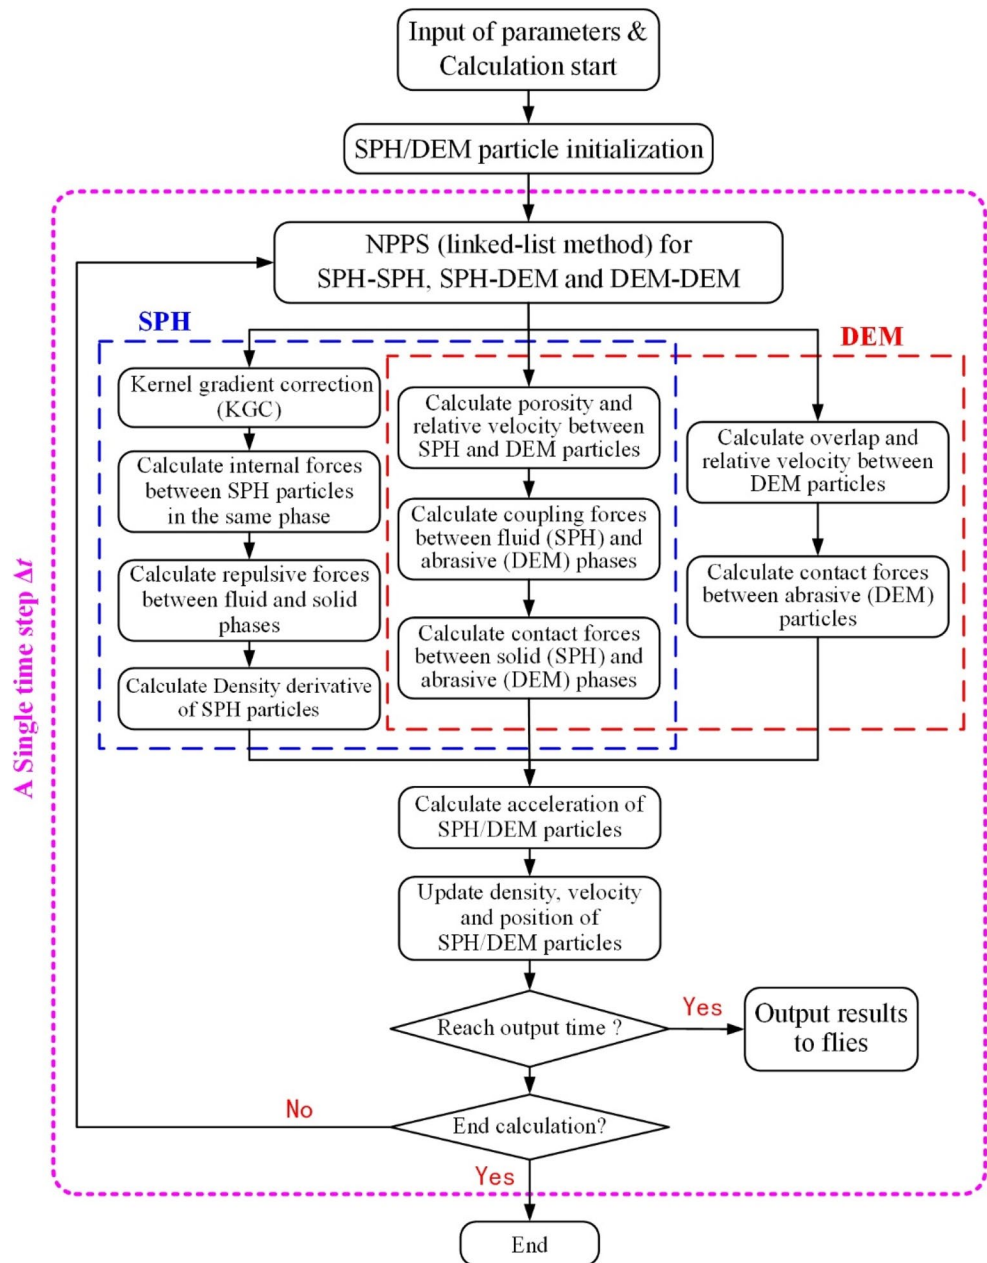 Input of parameters &
Calculation start
SPH/DEM particle initialization
NPPS (linked-list method) for
SPH-SPH, SPH-DEM and DEM-DEM
SPH
DEM
Kernel gradient correction
(KGC)
Calculate internal forces
between SPH particles
in the same phase
Calculate repulsive forces
between fluid and solid
phases
Calculate Density derivative
of SPH particles
Calculate porosity and
relative velocity between
SPH and DEM particles
Calculate coupling forces
between fluid (SPH) and
abrasive (DEM) phases
Calculate contact forces
between solid (SPH) and
abrasive (DEM) phases
Calculate overlap and
relative velocity between
DEM particles
Calculate contact forces
between abrasive (DEM)
particles
A Single time step Δt
Calculate acceleration of
SPH/DEM particles
Update density, velocity
and position of
SPH/DEM particles
Reach output time ?
Yes
Output results
to flies
No
End calculation?
Yes
End